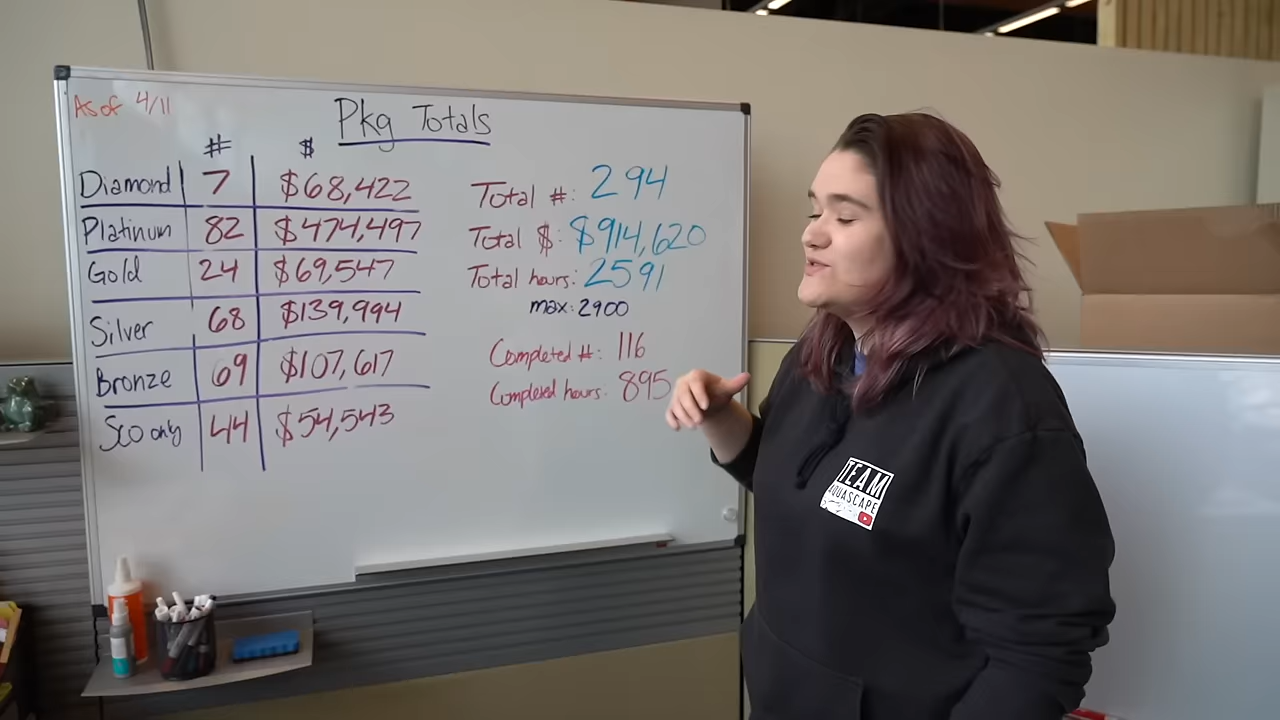 As of 4/11
Pkg Totals
# $
Diamond 7 $68,422
Platinum 82 $474,497
Gold 24 $69,547
Silver 68 $139,994
Bronze 69 $107,617
SCO only 44 $54,543
Total #: 294
Total $: $914,620
Total hours: 2591
max: 2900
Completed #: 116
Completed hours: 895
TEAM
AQUASCAPE